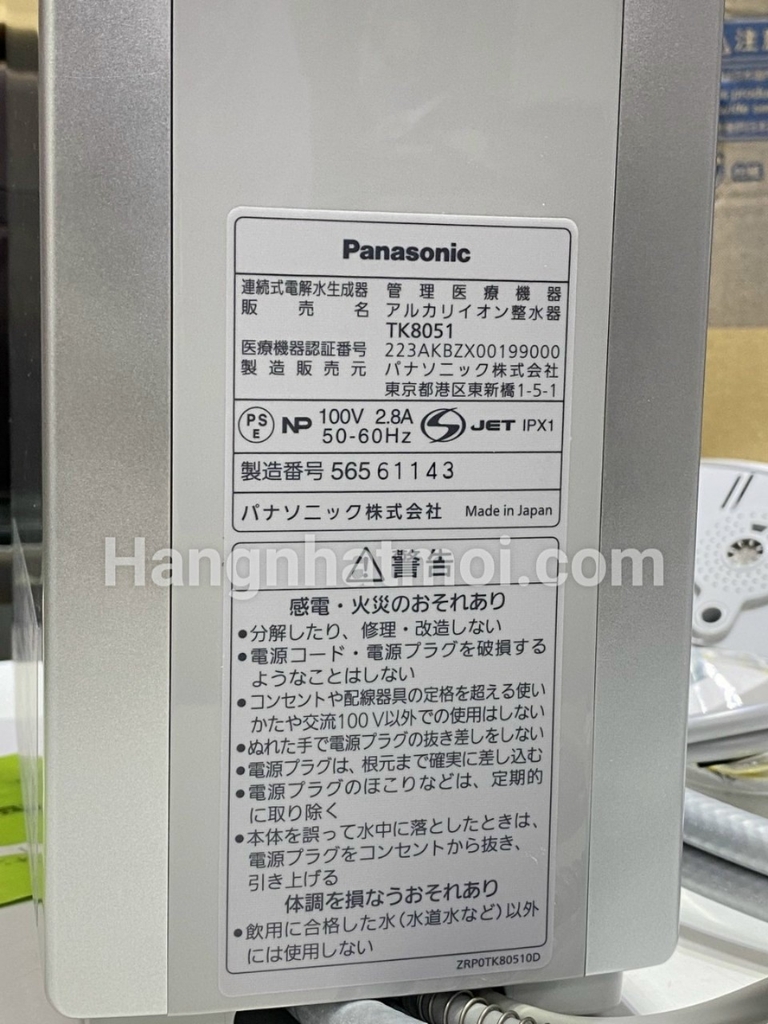 Panasonic
連続式電解水生成器 管理医療機器
販売名 アルカリイオン整水器
TK8051
医療機器認証番号 223AKBZX00199000
製造販売元 パナソニック株式会社
東京都港区東新橋1-5-1
PSE NP 100V 2.8A 50-60Hz S JET IPX1
製造番号 56561143
パナソニック株式会社 Made in Japan
Hangnhathanoi.com
警告
感電・火災のおそれあり
●分解したり、修理・改造しない
●電源コード・電源プラグを破損する
ようなことはしない
●コンセントや配線器具の定格を超える使い
かたや交流100V以外での使用はしない
●ぬれた手で電源プラグの抜き差しをしない
●電源プラグは、根元まで確実に差し込む
●電源プラグのほこりなどは、定期的
に取り除く
●本体を誤って水中に落としたときは、
電源プラグをコンセントから抜き、
引き上げる
体調を損なうおそれあり
●飲用に合格した水(水道水など)以外
には使用しない
ZRP0TK80510D